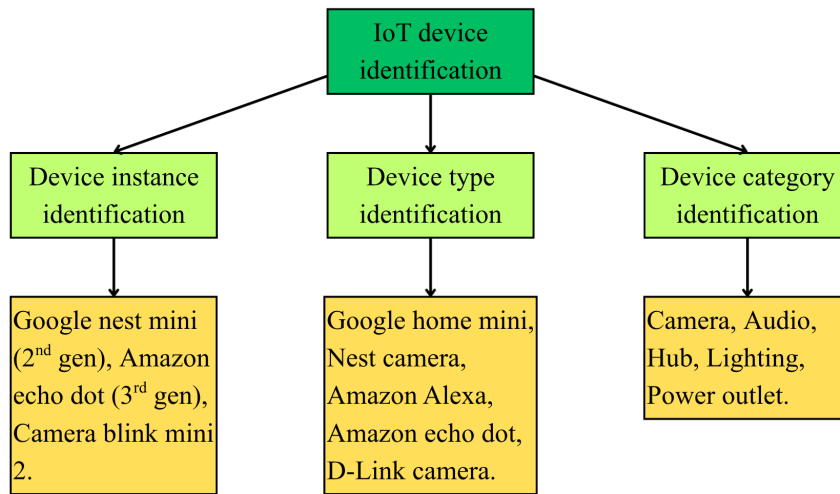 IoT device
identification
Device instance
identification
Device type
identification
Device category
identification
Google nest mini
(2nd gen), Amazon
echo dot (3rd gen),
Camera blink mini
2.
Google home mini,
Nest camera,
Amazon Alexa,
Amazon echo dot,
D-Link camera.
Camera, Audio,
Hub, Lighting,
Power outlet.